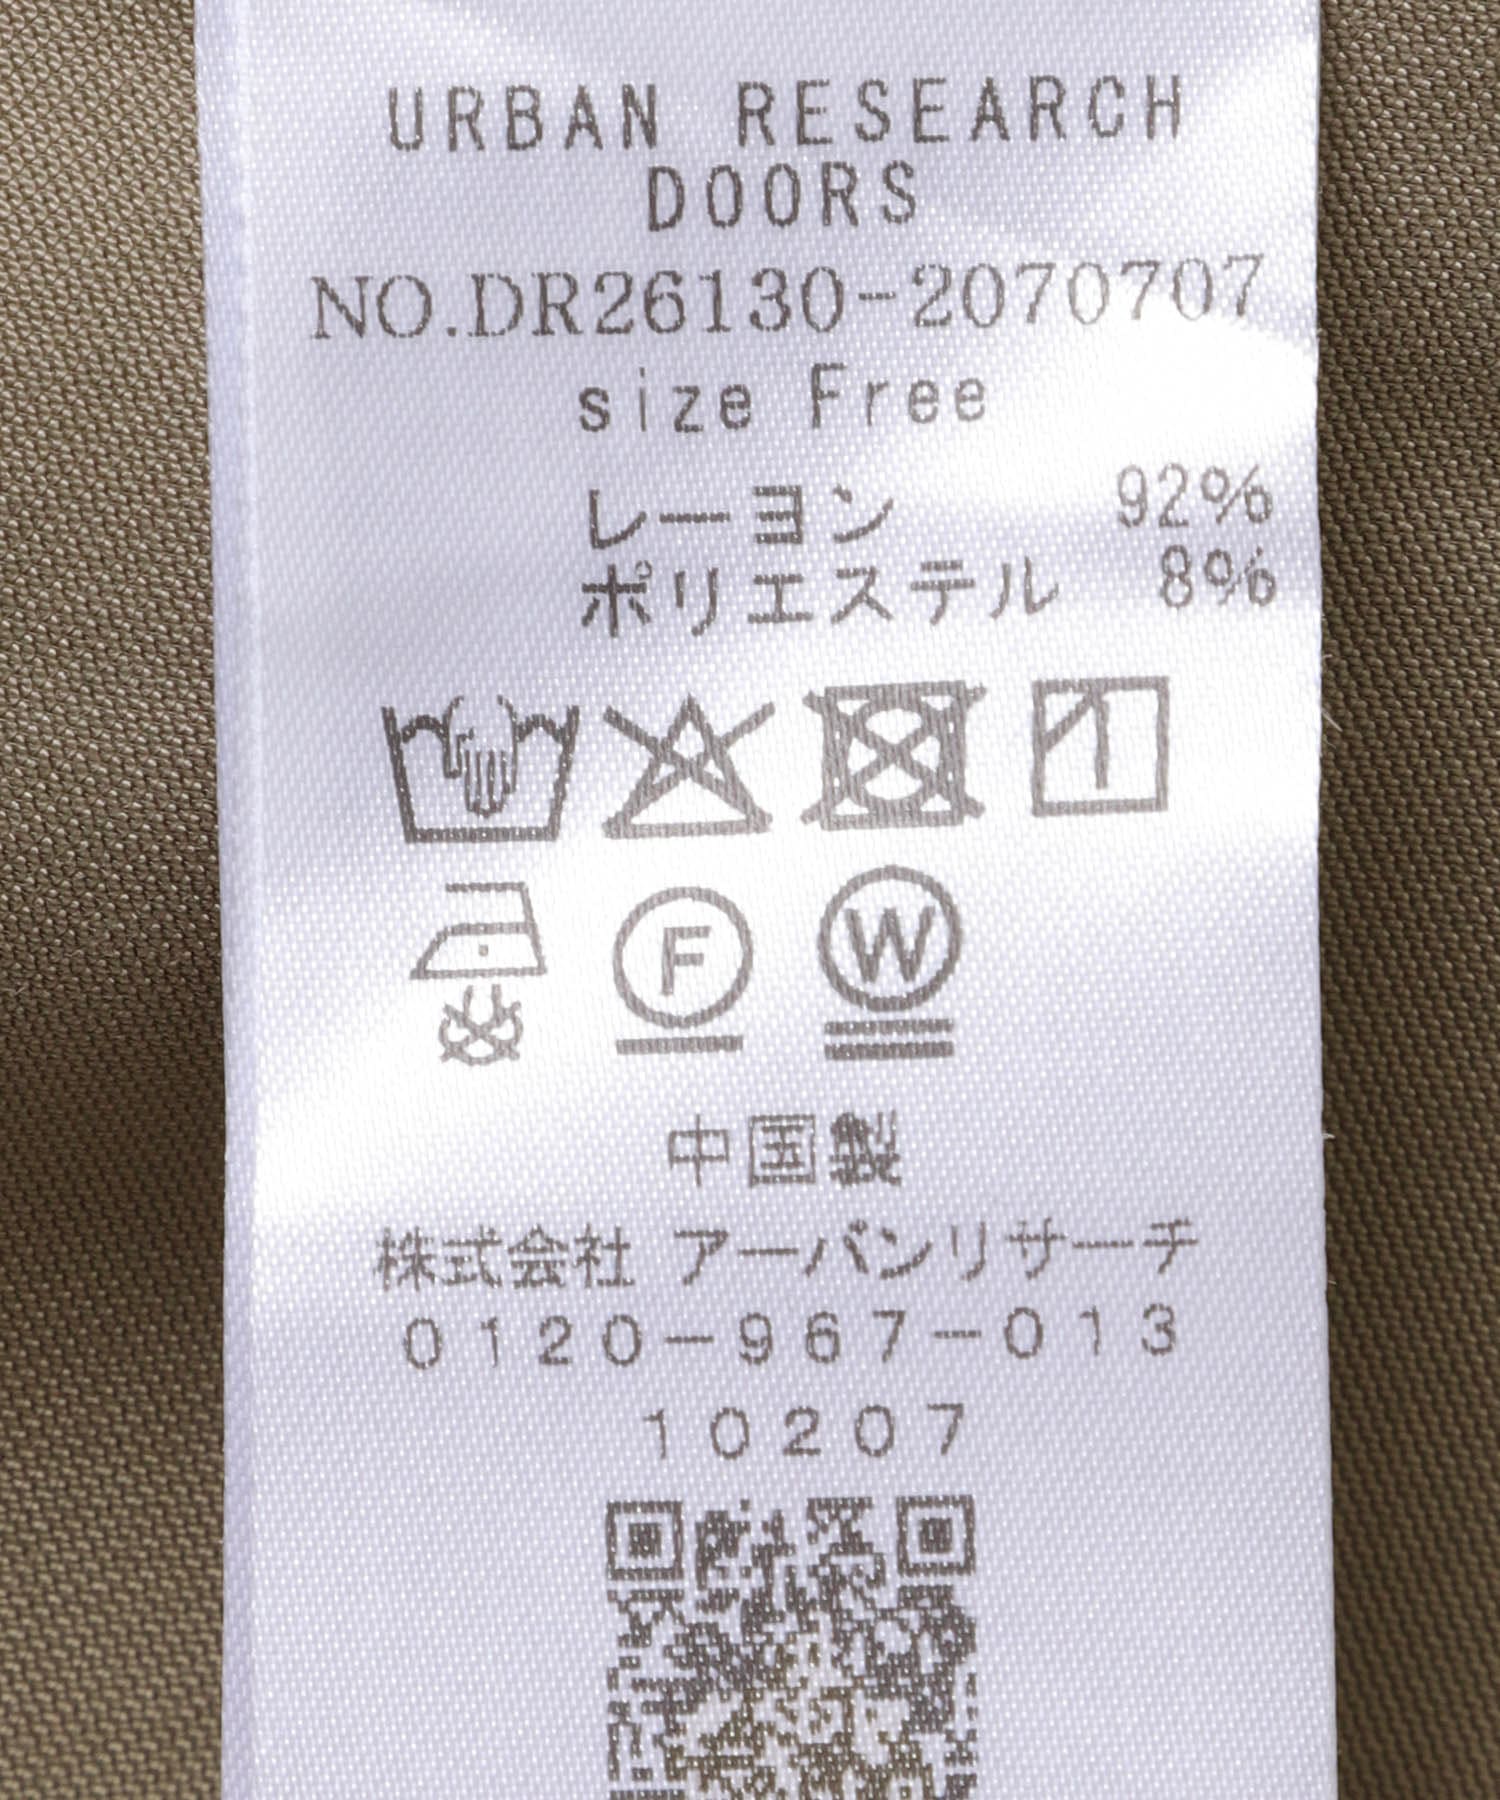 URBAN RESEARCH
DOORS
NO.DR26130-2070707
size Free
レーヨン 92%
ポリエステル 8%
F W
中国製
株式会社 アーバンリサーチ
0120-967-013
10207